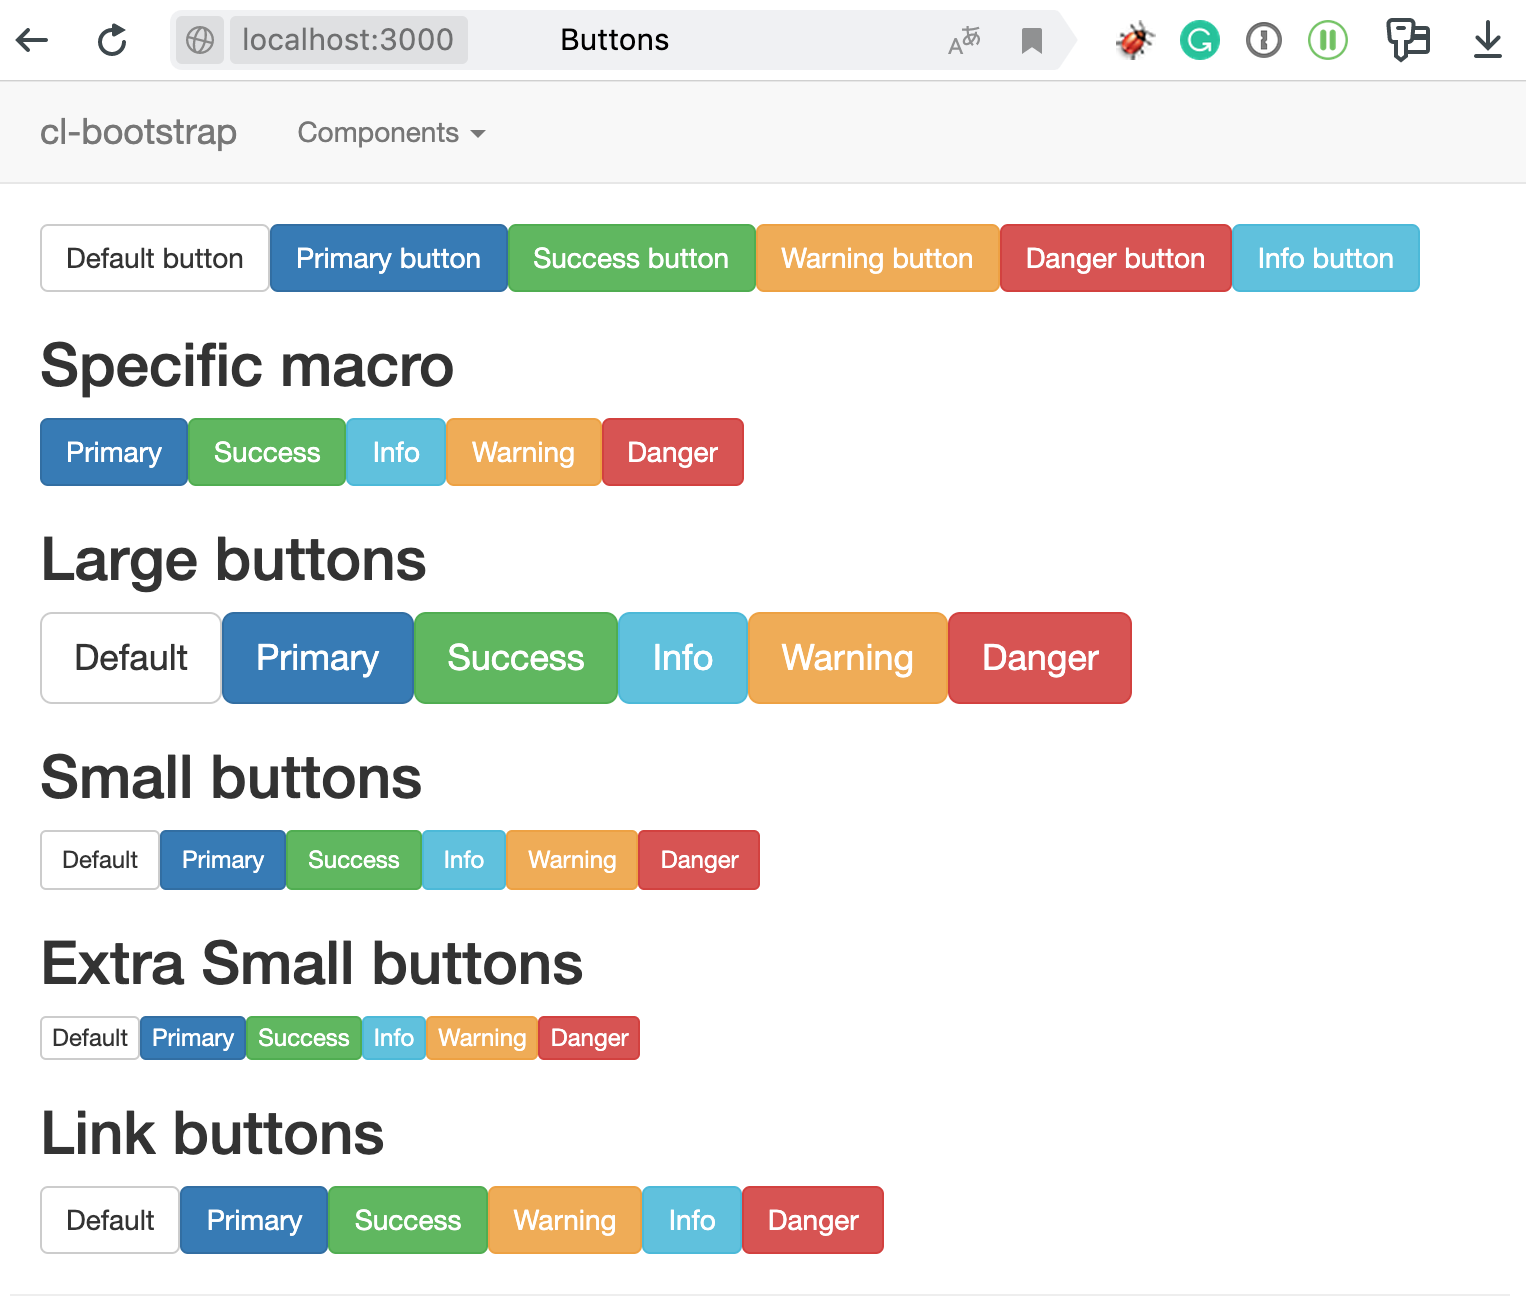 localhost:3000 Buttons
cl-bootstrap Components
Default button Primary button Success button Warning button Danger button Info button
Specific macro
Primary Success Info Warning Danger
Large buttons
Default Primary Success Info Warning Danger
Small buttons
Default Primary Success Info Warning Danger
Extra Small buttons
Default Primary Success Info Warning Danger
Link buttons
Default Primary Success Warning Info Danger